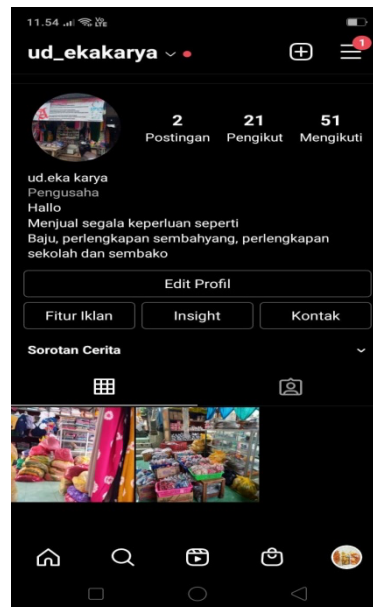 11.54
ud_ekakarya
1
2 21 51
Postingan Pengikut Mengikuti
ud.eka karya
Pengusaha
Hallo
Menjual segala keperluan seperti
Baju, perlengkapan sembahyang, perlengkapan
sekolah dan sembako
Edit Profil
Fitur Iklan Insight Kontak
Sorotan Cerita